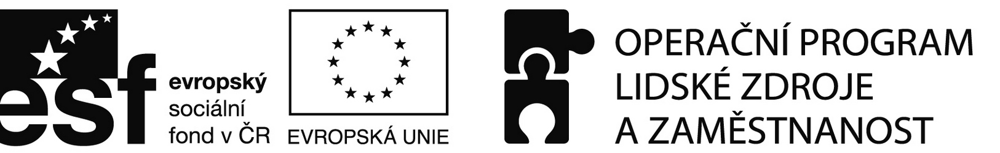 esf
evropský
sociální
fond v ČR
EVROPSKÁ UNIE
OPERAČNÍ PROGRAM
LIDSKÉ ZDROJE
A ZAMĚSTNANOST